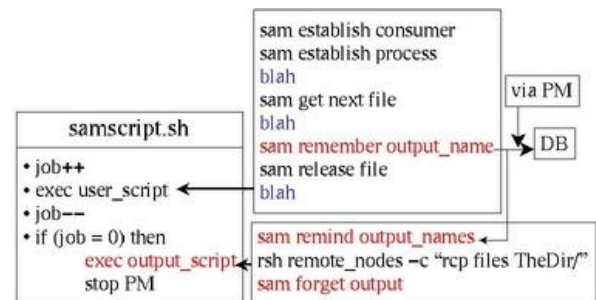 sam establish consumer
sam establish process
blah
sam get next file
blah
sam remember output_name
sam release file
blah
via PM
DB
samscript.sh
• job++
• exec user_script
• job−−
• if (job = 0) then
exec output_script
stop PM
sam remind output_names
rsh remote_nodes −c “rcp files TheDir/”
sam forget output